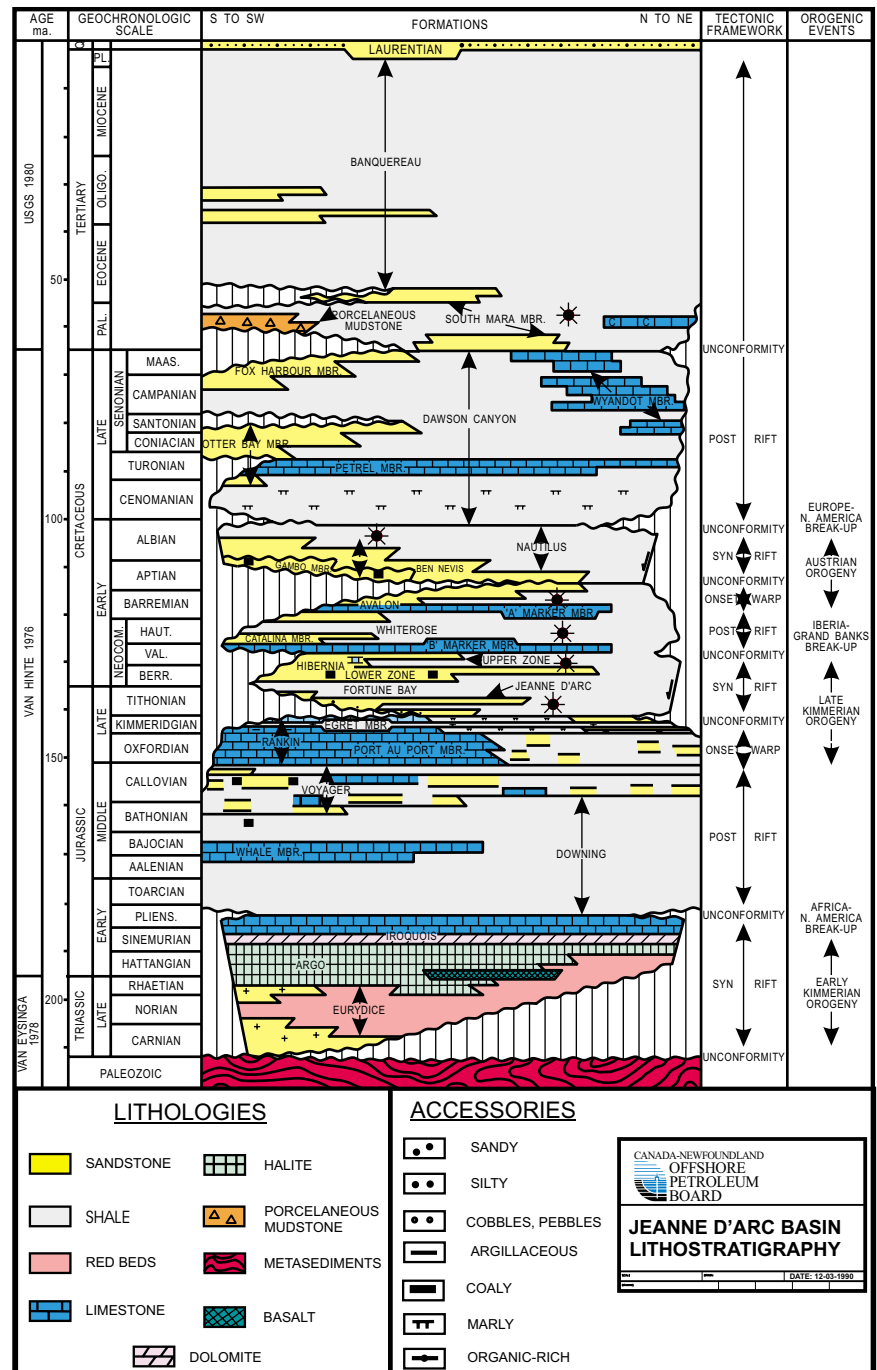 AGE
ma.
GEOCHRONOLOGIC
SCALE
S TO SW
FORMATIONS
N TO NE
TECTONIC
FRAMEWORK
OROGENIC
EVENTS
USGS 1980
VAN HINTE 1976
VAN EYSINGA
1978
50
100
150
200
Q
TERTIARY
CRETACEOUS
JURASSIC
TRIASSIC
PL.
MIOCENE
OLIGO.
EOCENE
PAL.
LATE
SENONIAN
MAAS.
CAMPANIAN
SANTONIAN
CONIACIAN
TURONIAN
CENOMANIAN
EARLY
ALBIAN
APTIAN
BARREMIAN
NEOCOM.
HAUT.
VAL.
BERR.
LATE
TITHONIAN
KIMMERIDGIAN
OXFORDIAN
MIDDLE
CALLOVIAN
BATHONIAN
BAJOCIAN
AALENIAN
EARLY
TOARCIAN
PLIENS.
SINEMURIAN
HATTANGIAN
LATE
RHAETIAN
NORIAN
CARNIAN
PALEOZOIC
LAURENTIAN
BANQUEREAU
PORCELANEOUS
MUDSTONE
SOUTH MARA MBR.
C C
FOX HARBOUR MBR.
WYANDOT MBR.
DAWSON CANYON
OTTER BAY MBR.
PETREL MBR.
NAUTILUS
GAMBO MBR.
BEN NEVIS
AVALON
'A' MARKER MBR.
WHITEROSE
CATALINA MBR.
'B' MARKER MBR.
HIBERNIA
UPPER ZONE
LOWER ZONE
FORTUNE BAY
JEANNE D'ARC
EGRET MBR.
RANKIN
PORT AU PORT MBR.
VOYAGER
WHALE MBR.
DOWNING
IROQUOIS
ARGO
EURYDICE
UNCONFORMITY
POST RIFT
UNCONFORMITY
SYN RIFT
UNCONFORMITY
ONSET WARP
POST RIFT
UNCONFORMITY
SYN RIFT
UNCONFORMITY
ONSET WARP
POST RIFT
UNCONFORMITY
SYN RIFT
UNCONFORMITY
EUROPE-
N. AMERICA
BREAK-UP
AUSTRIAN
OROGENY
IBERIA-
GRAND BANKS
BREAK-UP
LATE
KIMMERIAN
OROGENY
AFRICA-
N. AMERICA
BREAK-UP
EARLY
KIMMERIAN
OROGENY
LITHOLOGIES
SANDSTONE
SHALE
RED BEDS
LIMESTONE
HALITE
PORCELANEOUS
MUDSTONE
METASEDIMENTS
BASALT
DOLOMITE
ACCESSORIES
SANDY
SILTY
COBBLES, PEBBLES
ARGILLACEOUS
COALY
MARLY
ORGANIC-RICH
CANADA-NEWFOUNDLAND
OFFSHORE
PETROLEUM
BOARD
JEANNE D'ARC BASIN
LITHOSTRATIGRAPHY
DATE: 12-03-1990